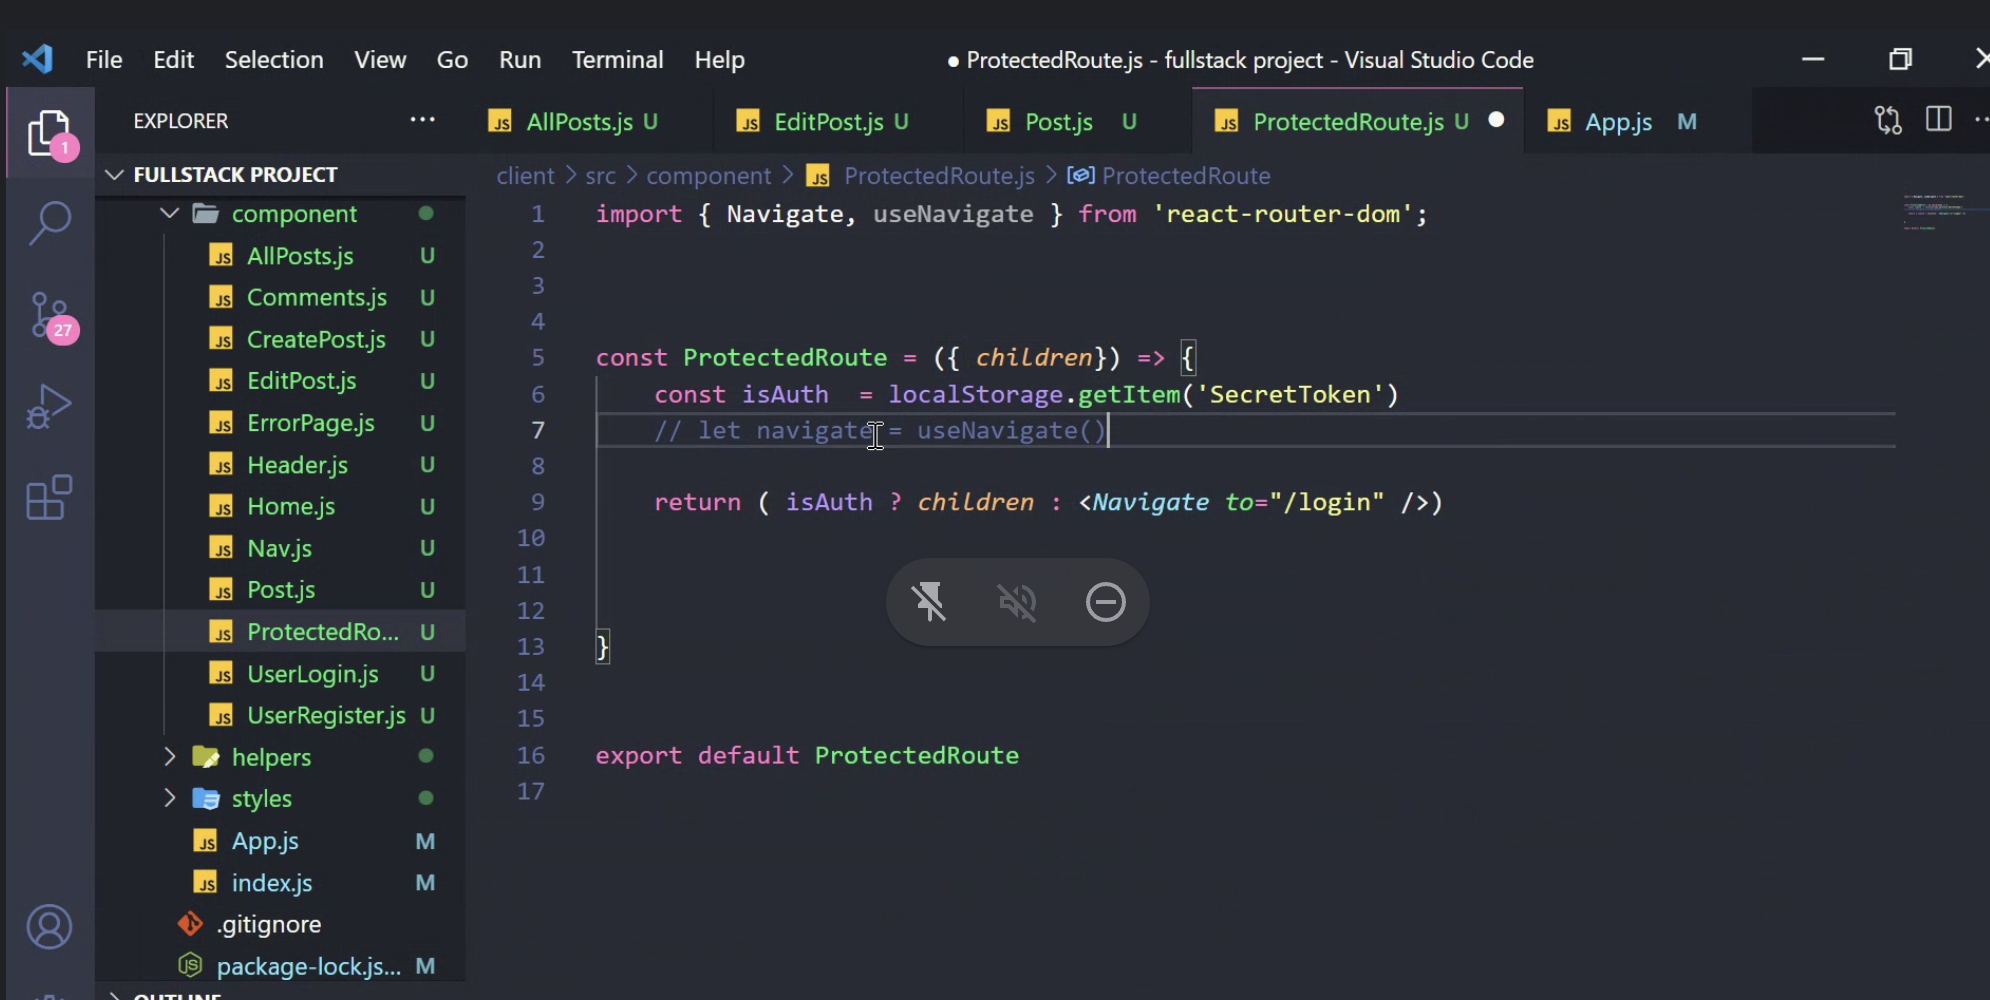 File Edit Selection View Go Run Terminal Help ● ProtectedRoute.js - fullstack project - Visual Studio Code
EXPLORER ··· JS AllPosts.js U JS EditPost.js U JS Post.js U JS ProtectedRoute.js U JS App.js M
1
FULLSTACK PROJECT
client > src > component > JS ProtectedRoute.js > ProtectedRoute
component
JS AllPosts.js U
JS Comments.js U
27
JS CreatePost.js U
JS EditPost.js U
JS ErrorPage.js U
JS Header.js U
JS Home.js U
JS Nav.js U
JS Post.js U
JS ProtectedRo... U
JS UserLogin.js U
JS UserRegister.js U
helpers
styles
JS App.js M
JS index.js M
.gitignore
package-lock.js... M
OUTLINE
1 import { Navigate, useNavigate } from 'react-router-dom';
2
3
4
5 const ProtectedRoute = ({ children}) => {
6 const isAuth  = localStorage.getItem('SecretToken')
7 // let navigate = useNavigate()
8
9 return ( isAuth ? children : <Navigate to="/login" />)
10
11
12
13 }
14
15
16 export default ProtectedRoute
17